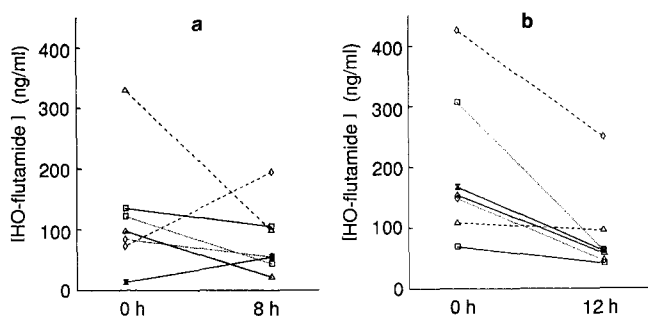 a
[HO-flutamide] (ng/ml)
400
300
200
100
0
0 h
8 h
b
[HO-flutamide] (ng/ml)
400
300
200
100
0
0 h
12 h